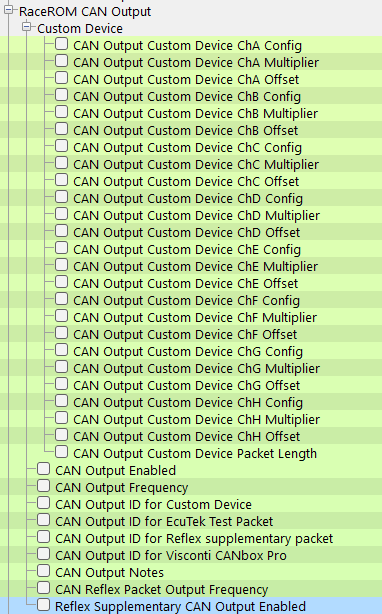 RaceROM CAN Output
Custom Device
CAN Output Custom Device ChA Config
CAN Output Custom Device ChA Multiplier
CAN Output Custom Device ChA Offset
CAN Output Custom Device ChB Config
CAN Output Custom Device ChB Multiplier
CAN Output Custom Device ChB Offset
CAN Output Custom Device ChC Config
CAN Output Custom Device ChC Multiplier
CAN Output Custom Device ChC Offset
CAN Output Custom Device ChD Config
CAN Output Custom Device ChD Multiplier
CAN Output Custom Device ChD Offset
CAN Output Custom Device ChE Config
CAN Output Custom Device ChE Multiplier
CAN Output Custom Device ChE Offset
CAN Output Custom Device ChF Config
CAN Output Custom Device ChF Multiplier
CAN Output Custom Device ChF Offset
CAN Output Custom Device ChG Config
CAN Output Custom Device ChG Multiplier
CAN Output Custom Device ChG Offset
CAN Output Custom Device ChH Config
CAN Output Custom Device ChH Multiplier
CAN Output Custom Device ChH Offset
CAN Output Custom Device Packet Length
CAN Output Enabled
CAN Output Frequency
CAN Output ID for Custom Device
CAN Output ID for EcuTek Test Packet
CAN Output ID for Reflex supplementary packet
CAN Output ID for Visconti CANbox Pro
CAN Output Notes
CAN Reflex Packet Output Frequency
Reflex Supplementary CAN Output Enabled